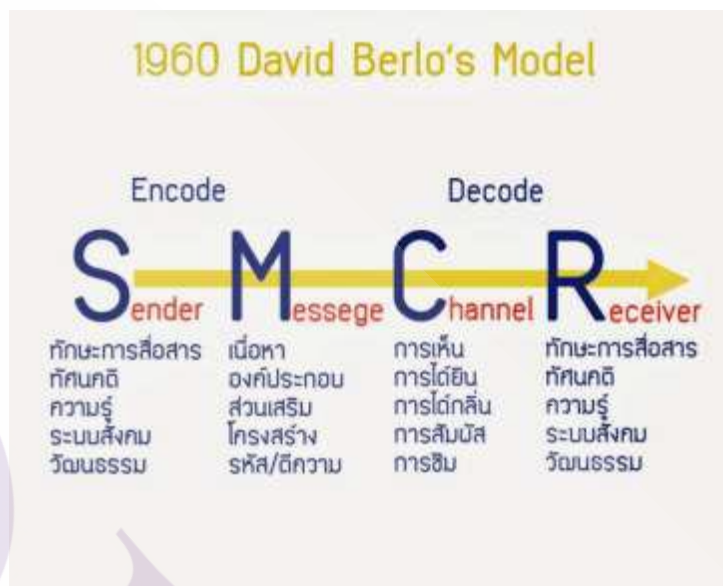 1960 David Berlo's Model
Encode
Decode
Sender Messege Channel Receiver
ทักษะการสื่อสาร เนื้อหา การเห็น ทักษะการสื่อสาร
ทัศนคติ องค์ประกอบ การได้ยิน ทัศนคติ
ความรู้ ส่วนเสริม การได้กลิ่น ความรู้
ระบบสังคม โครงสร้าง การสัมผัส ระบบสังคม
วัฒนธรรม รหัส/ตีความ การชิม วัฒนธรรม